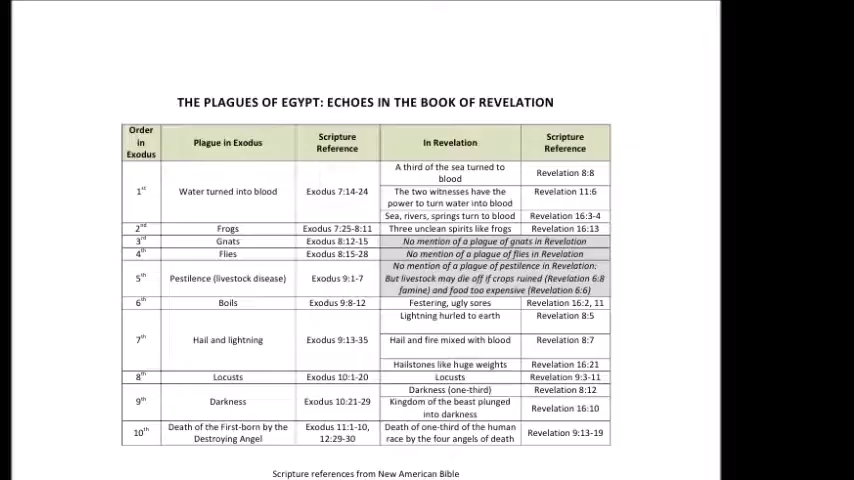 THE PLAGUES OF EGYPT: ECHOES IN THE BOOK OF REVELATION
Order
in
Exodus
Plague in Exodus
Scripture
Reference
In Revelation
Scripture
Reference
1st
Water turned into blood
Exodus 7:14-24
A third of the sea turned to
blood
Revelation 8:8
The two witnesses have the
power to turn water into blood
Revelation 11:6
Sea, rivers, springs turn to blood
Revelation 16:3-4
2nd
Frogs
Exodus 7:25-8:11
Three unclean spirits like frogs
Revelation 16:13
3rd
Gnats
Exodus 8:12-15
No mention of a plague of gnats in Revelation
4th
Flies
Exodus 8:15-28
No mention of a plague of flies in Revelation
5th
Pestilence (livestock disease)
Exodus 9:1-7
No mention of a plague of pestilence in Revelation:
But livestock may die off if crops ruined (Revelation 6:8
famine) and food too expensive (Revelation 6:6)
6th
Boils
Exodus 9:8-12
Festering, ugly sores
Revelation 16:2, 11
7th
Hail and lightning
Exodus 9:13-35
Lightning hurled to earth
Revelation 8:5
Hail and fire mixed with blood
Revelation 8:7
Hailstones like huge weights
Revelation 16:21
8th
Locusts
Exodus 10:1-20
Locusts
Revelation 9:3-11
9th
Darkness
Exodus 10:21-29
Darkness (one-third)
Revelation 8:12
Kingdom of the beast plunged
into darkness
Revelation 16:10
10th
Death of the First-born by the
Destroying Angel
Exodus 11:1-10,
12:29-30
Death of one-third of the human
race by the four angels of death
Revelation 9:13-19
Scripture references from New American Bible